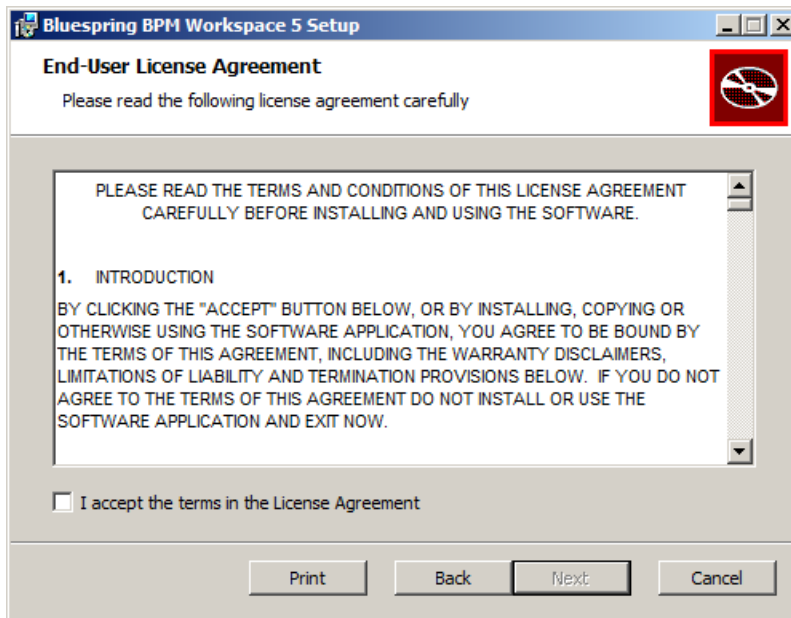 Bluespring BPM Workspace 5 Setup
End-User License Agreement
Please read the following license agreement carefully
PLEASE READ THE TERMS AND CONDITIONS OF THIS LICENSE AGREEMENT
CAREFULLY BEFORE INSTALLING AND USING THE SOFTWARE.
1. INTRODUCTION
BY CLICKING THE "ACCEPT" BUTTON BELOW, OR BY INSTALLING, COPYING OR
OTHERWISE USING THE SOFTWARE APPLICATION, YOU AGREE TO BE BOUND BY
THE TERMS OF THIS AGREEMENT, INCLUDING THE WARRANTY DISCLAIMERS,
LIMITATIONS OF LIABILITY AND TERMINATION PROVISIONS BELOW.  IF YOU DO NOT
AGREE TO THE TERMS OF THIS AGREEMENT DO NOT INSTALL OR USE THE
SOFTWARE APPLICATION AND EXIT NOW.
I accept the terms in the License Agreement
Print Back Next Cancel